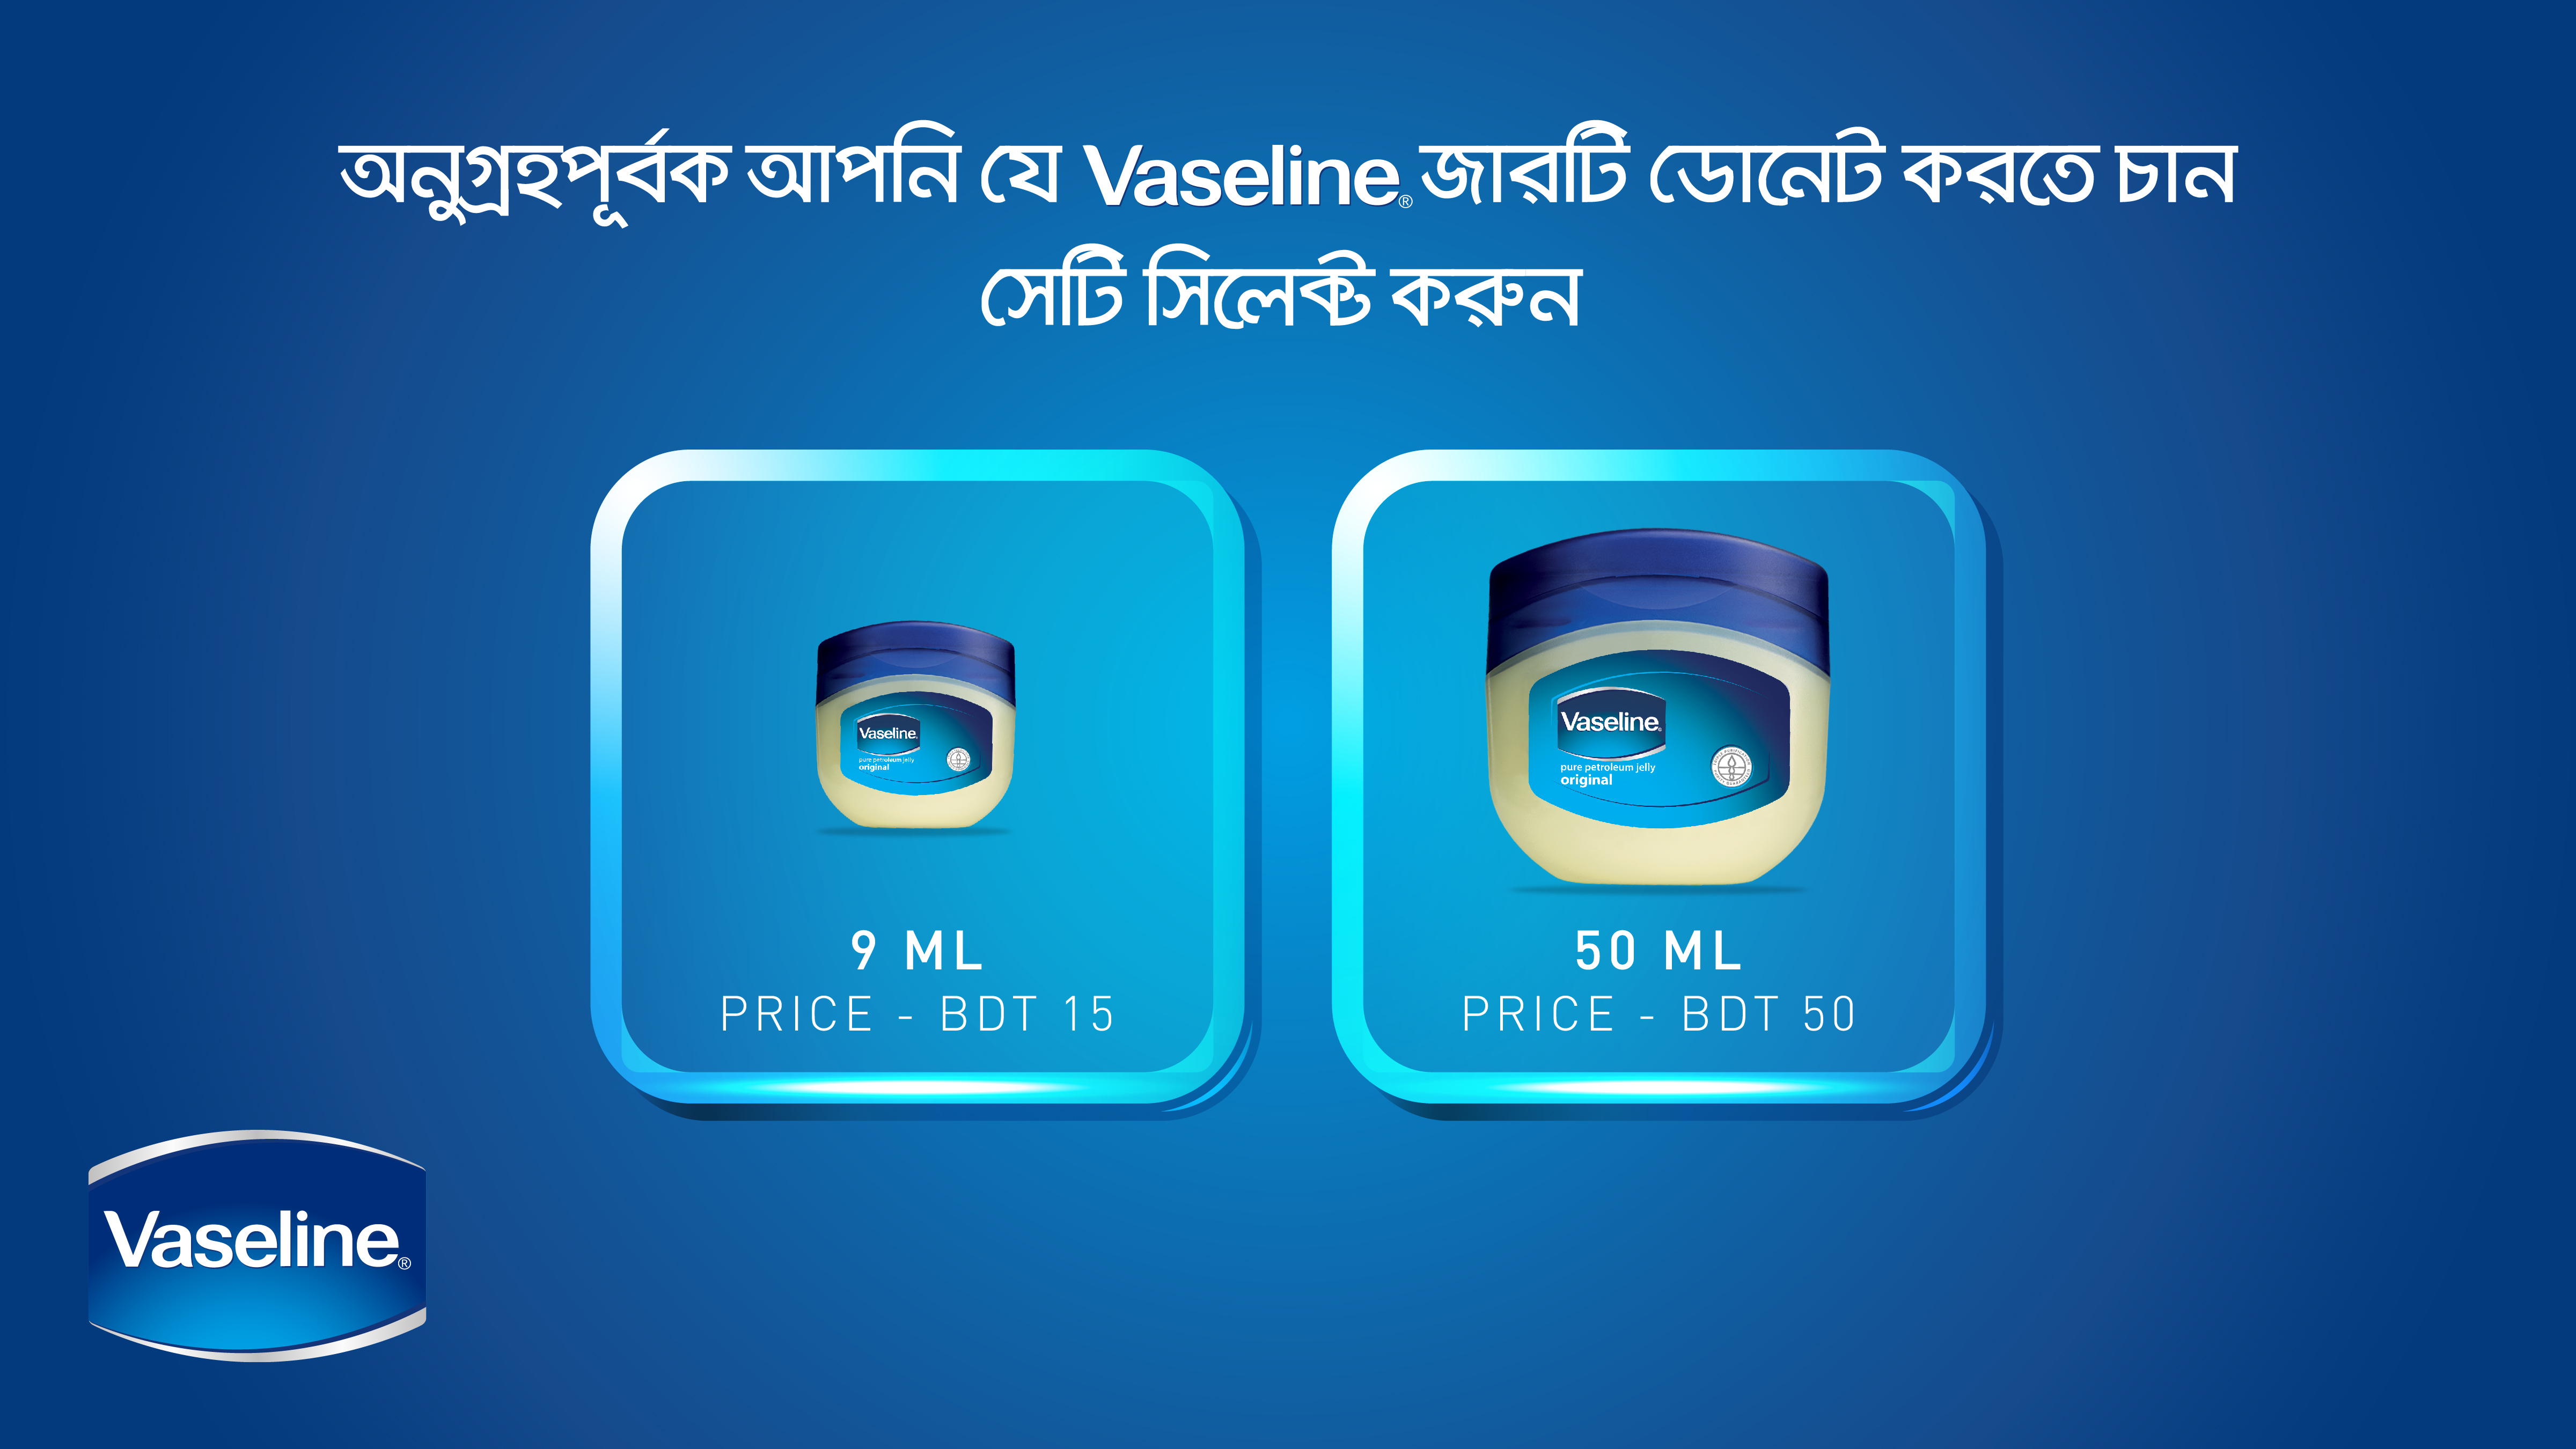 অনুগ্রহপূর্বক আপনি যে Vaseline® জারটি ডোনেট করতে চান
সেটি সিলেক্ট করুন
Vaseline®
pure petroleum jelly
original
9 ML
PRICE - BDT 15
Vaseline®
pure petroleum jelly
original
50 ML
PRICE - BDT 50
Vaseline®